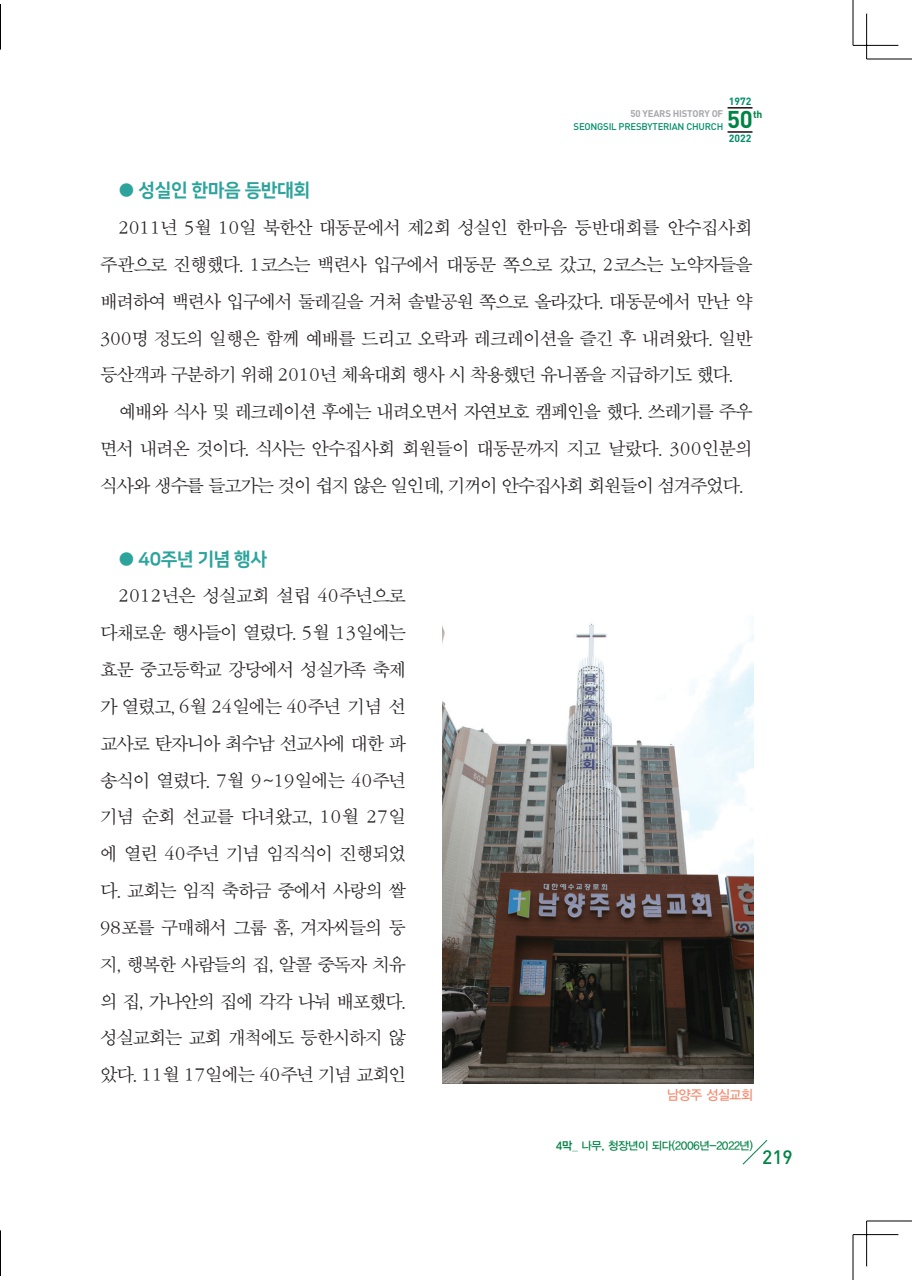 50 YEARS HISTORY OF
SEONGSIL PRESBYTERIAN CHURCH
1972
50th
2022
● 성실인 한마음 등반대회
2011년 5월 10일 북한산 대동문에서 제2회 성실인 한마음 등반대회를 안수집사회
주관으로 진행했다. 1코스는 백련사 입구에서 대동문 쪽으로 갔고, 2코스는 노약자들을
배려하여 백련사 입구에서 둘레길을 거쳐 솔밭공원 쪽으로 올라갔다. 대동문에서 만난 약
300명 정도의 일행은 함께 예배를 드리고 오락과 레크레이션을 즐긴 후 내려왔다. 일반
등산객과 구분하기 위해 2010년 체육대회 행사 시 착용했던 유니폼을 지급하기도 했다.
예배와 식사 및 레크레이션 후에는 내려오면서 자연보호 캠페인을 했다. 쓰레기를 주우
면서 내려온 것이다. 식사는 안수집사회 회원들이 대동문까지 지고 날랐다. 300인분의
식사와 생수를 들고가는 것이 쉽지 않은 일인데, 기꺼이 안수집사회 회원들이 섬겨주었다.
● 40주년 기념 행사
2012년은 성실교회 설립 40주년으로
다채로운 행사들이 열렸다. 5월 13일에는
효문 중고등학교 강당에서 성실가족 축제
가 열렸고, 6월 24일에는 40주년 기념 선
교사로 탄자니아 최수남 선교사에 대한 파
송식이 열렸다. 7월 9~19일에는 40주년
기념 순회 선교를 다녀왔고, 10월 27일
에 열린 40주년 기념 임직식이 진행되었
다. 교회는 임직 축하금 중에서 사랑의 쌀
98포를 구매해서 그룹 홈, 겨자씨들의 둥
지, 행복한 사람들의 집, 알콜 중독자 치유
의 집, 가나안의 집에 각각 나눠 배포했다.
성실교회는 교회 개척에도 등한시하지 않
았다. 11월 17일에는 40주년 기념 교회인
남양주성실교회
대한예수교장로회
남양주성실교회
남양주 성실교회
4막_ 나무, 청장년이 되다(2006년-2022년)
219